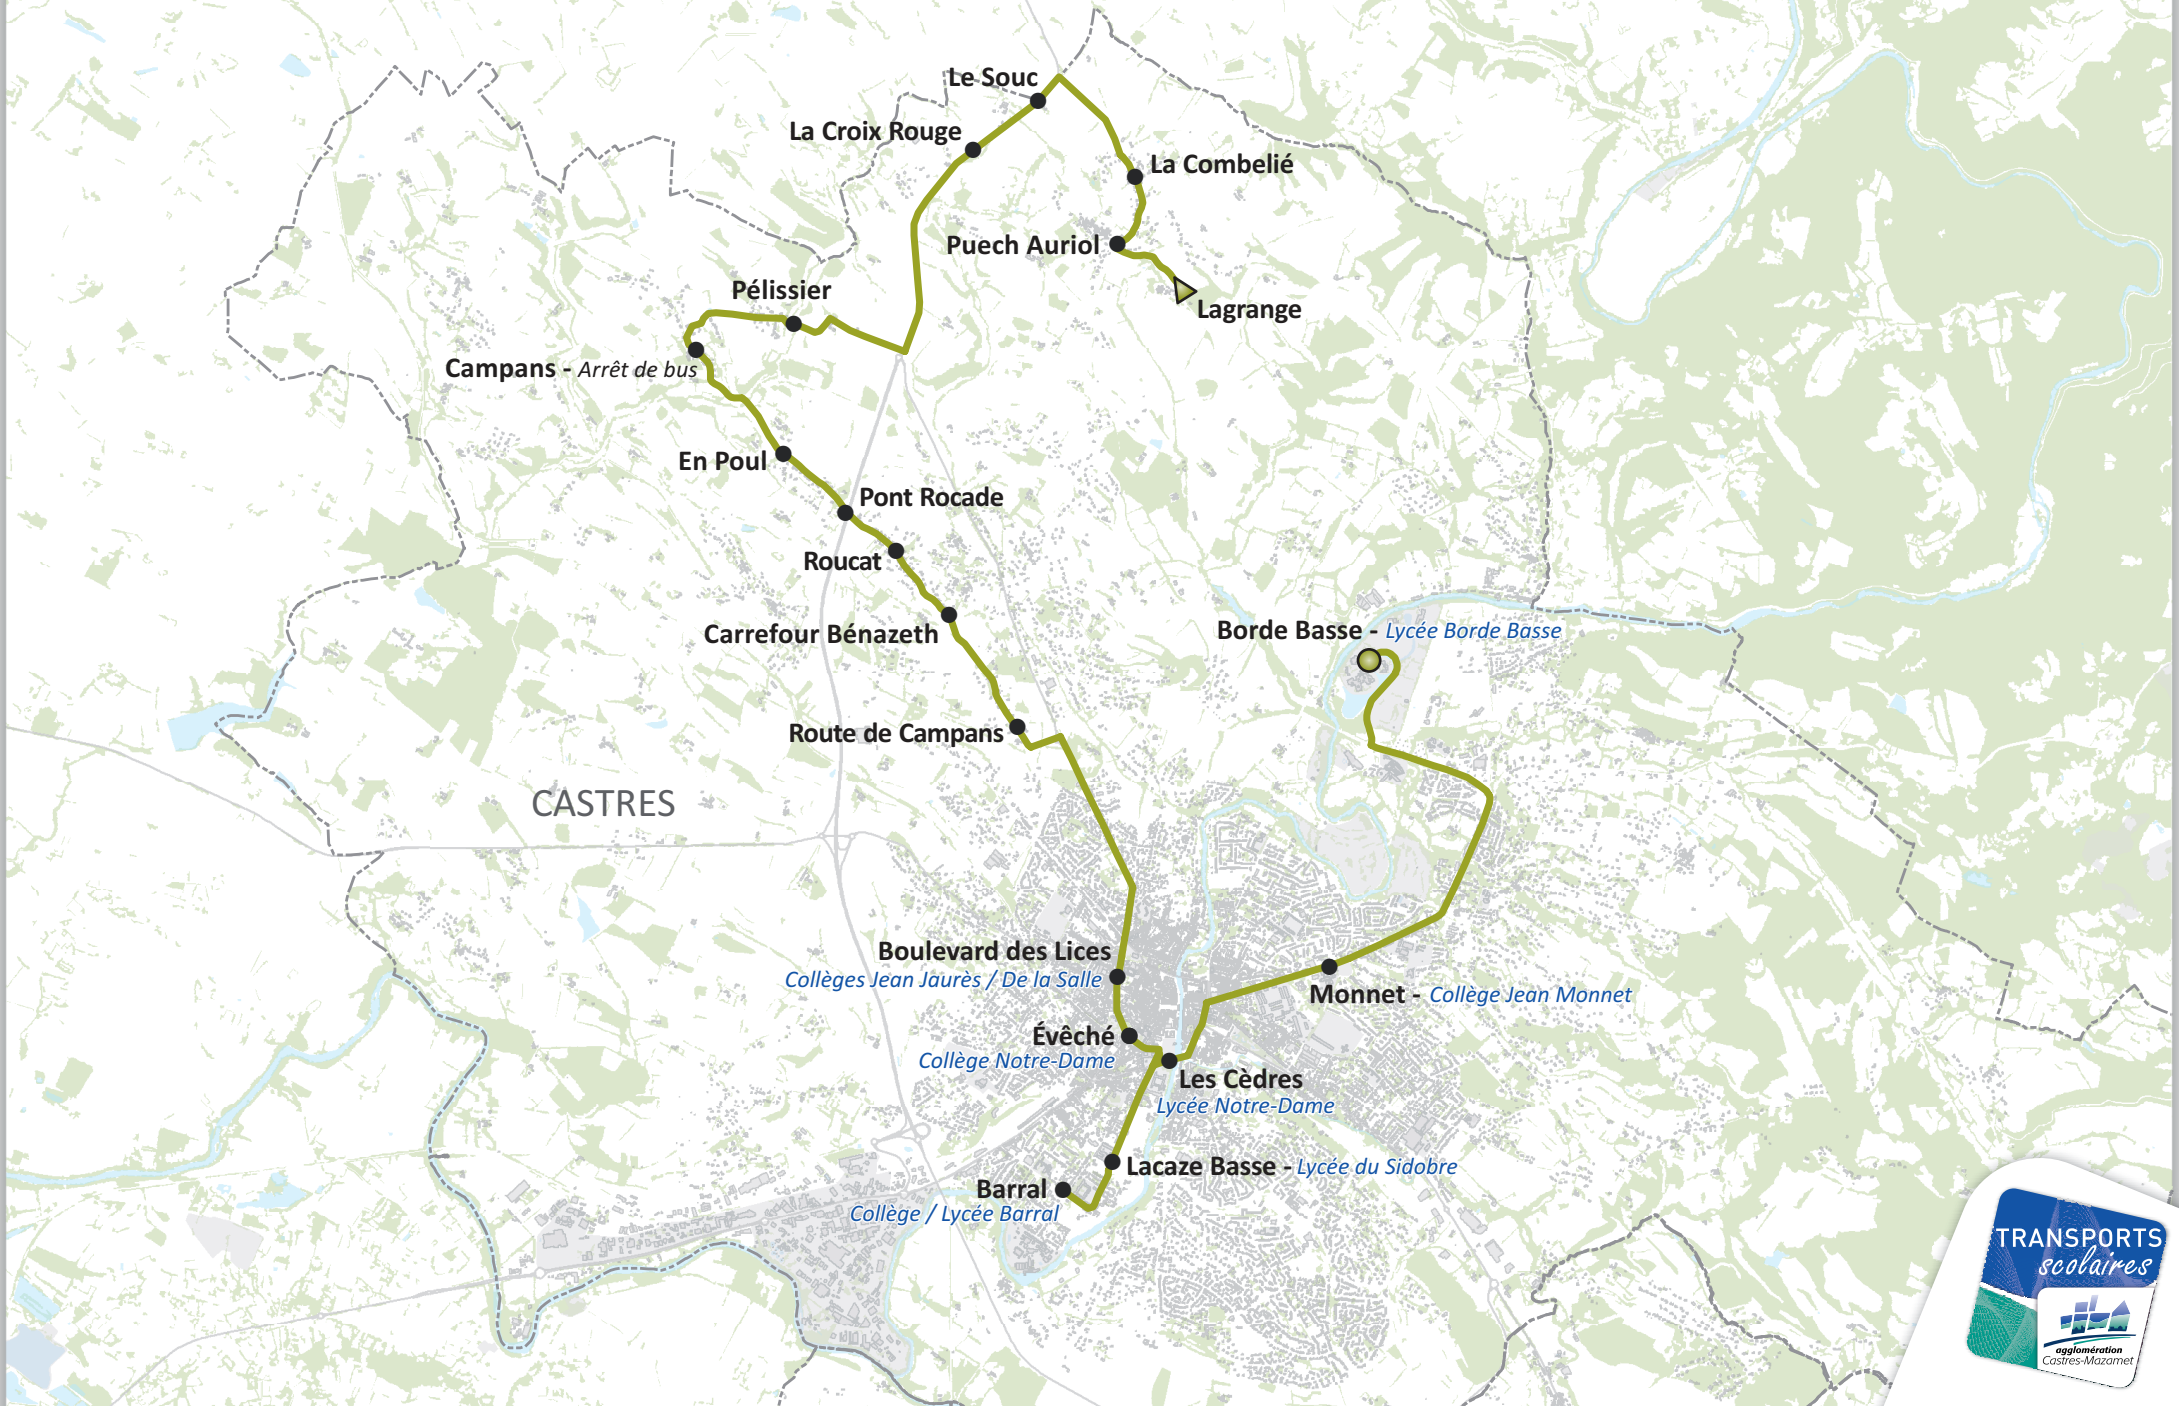 Le Souc
La Croix Rouge
La Combelié
Puech Auriol
Pélissier
Lagrange
Campans - Arrêt de bus
En Poul
Pont Rocade
Roucat
Carrefour Bénazeth
Borde Basse - Lycée Borde Basse
Route de Campans
CASTRES
Boulevard des Lices
Collèges Jean Jaurès / De la Salle
Monnet - Collège Jean Monnet
Évêché
Collège Notre-Dame
Les Cèdres
Lycée Notre-Dame
Lacaze Basse - Lycée du Sidobre
Barral
Collège / Lycée Barral
TRANSPORTS
scolaires
agglomération
Castres-Mazamet